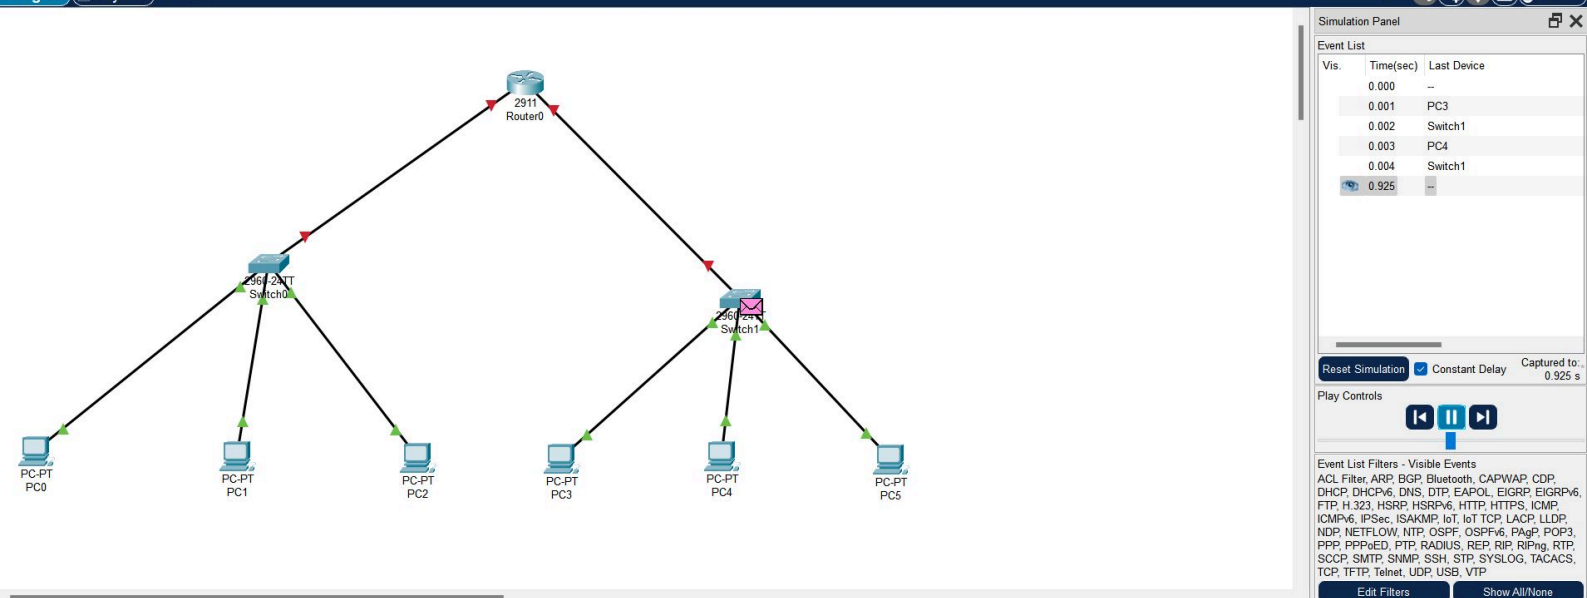 2911
Router0
2960-24TT
Switch0
2960-24TT
Switch1
PC-PT
PC0
PC-PT
PC1
PC-PT
PC2
PC-PT
PC3
PC-PT
PC4
PC-PT
PC5
Simulation Panel
Event List
Vis. Time(sec) Last Device
0.000 --
0.001 PC3
0.002 Switch1
0.003 PC4
0.004 Switch1
0.925 --
Reset Simulation Constant Delay Captured to:
0.925 s
Play Controls
Event List Filters - Visible Events
ACL Filter, ARP, BGP, Bluetooth, CAPWAP, CDP,
DHCP, DHCPv6, DNS, DTP, EAPOL, EIGRP, EIGRPv6,
FTP, H.323, HSRP, HSRPv6, HTTP, HTTPS, ICMP,
ICMPv6, IPSec, ISAKMP, IoT, IoT TCP, LACP, LLDP,
NDP, NETFLOW, NTP, OSPF, OSPFv6, PAgP, POP3,
PPP, PPPoED, PTP, RADIUS, REP, RIP, RIPng, RTP,
SCCP, SMTP, SNMP, SSH, STP, SYSLOG, TACACS,
TCP, TFTP, Telnet, UDP, USB, VTP
Edit Filters Show All/None